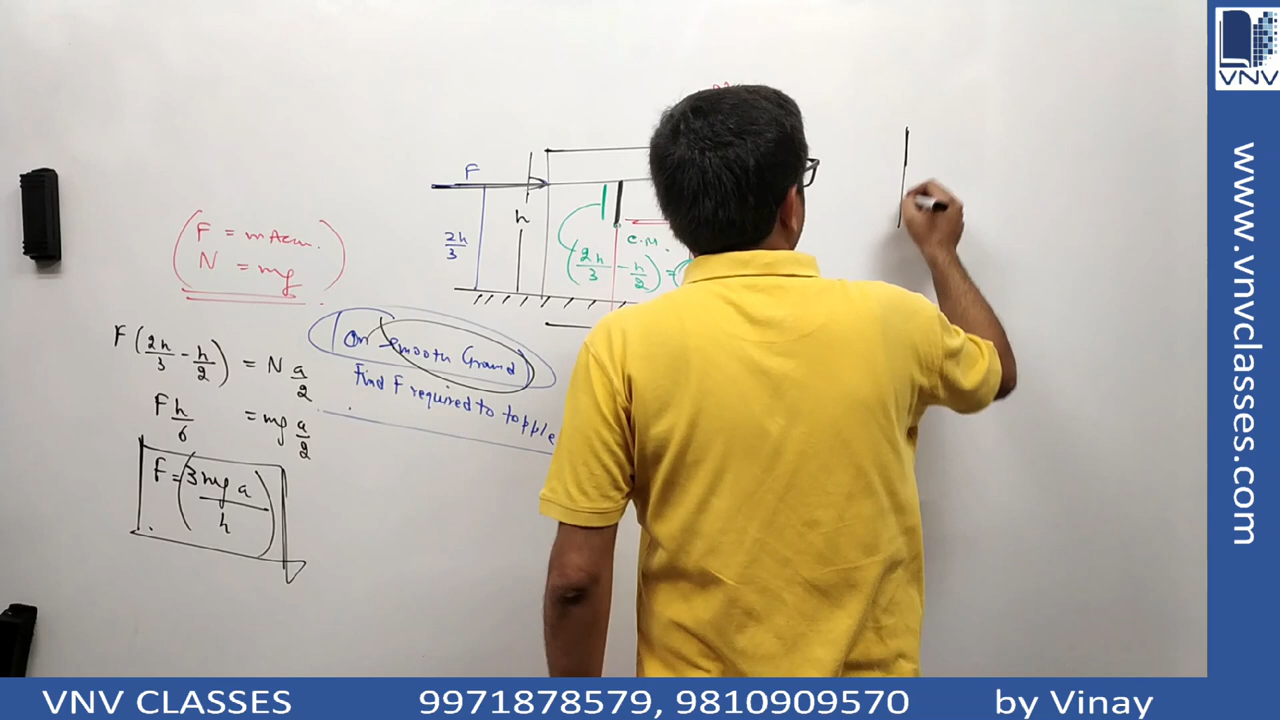 F = macm.
N = mg
F(2h/3 - h/2) = N a/2
F h/6 = mg a/2
F = (3mg a/h)
F
h
2h/3
C.M.
(2h/3 - h/2) =
On Smooth Ground
Find F required to topple
VNV
www.vnvclasses.com
VNV CLASSES 9971878579, 9810909570 by Vinay